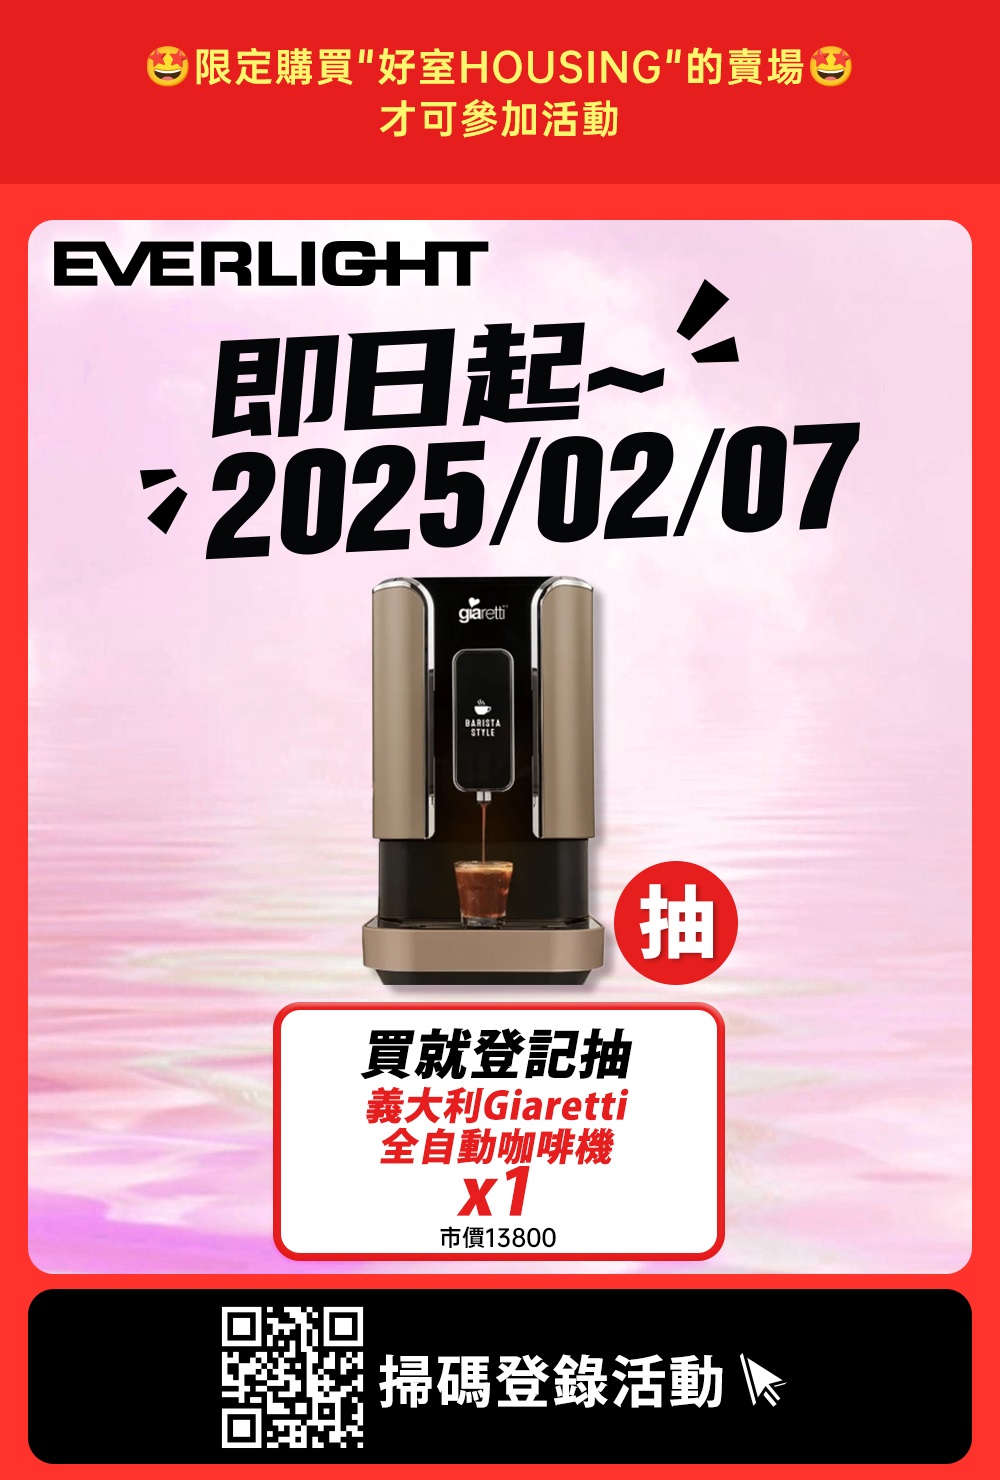 🤩限定購買"好室HOUSING"的賣場🤩
才可參加活動
EVERLIGHT
即日起~
2025/02/07
giaretti
BARISTA
STYLE
抽
買就登記抽
義大利Giaretti
全自動咖啡機
x1
市價13800
掃碼登錄活動